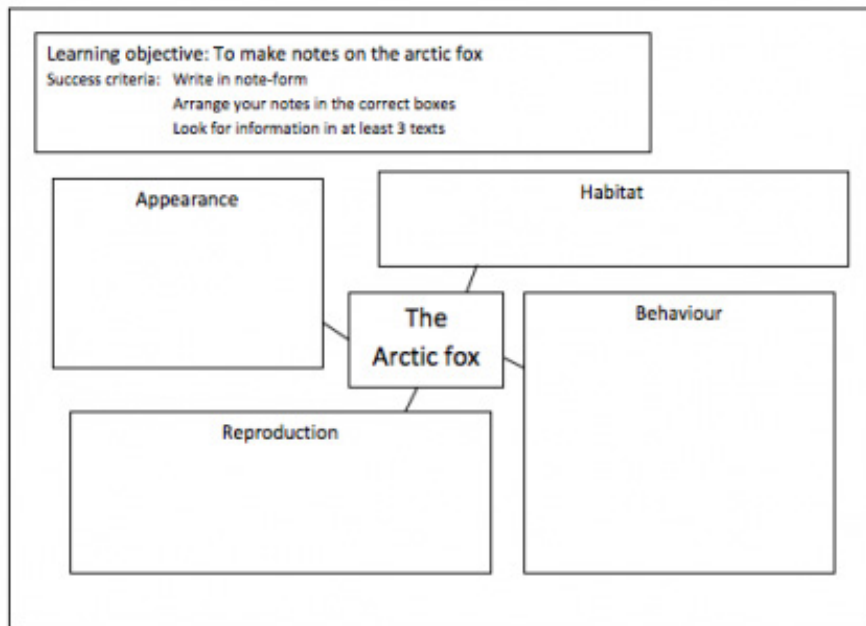 Learning objective: To make notes on the arctic fox
Success criteria: Write in note-form
Arrange your notes in the correct boxes
Look for information in at least 3 texts
Appearance
Habitat
The
Arctic fox
Behaviour
Reproduction